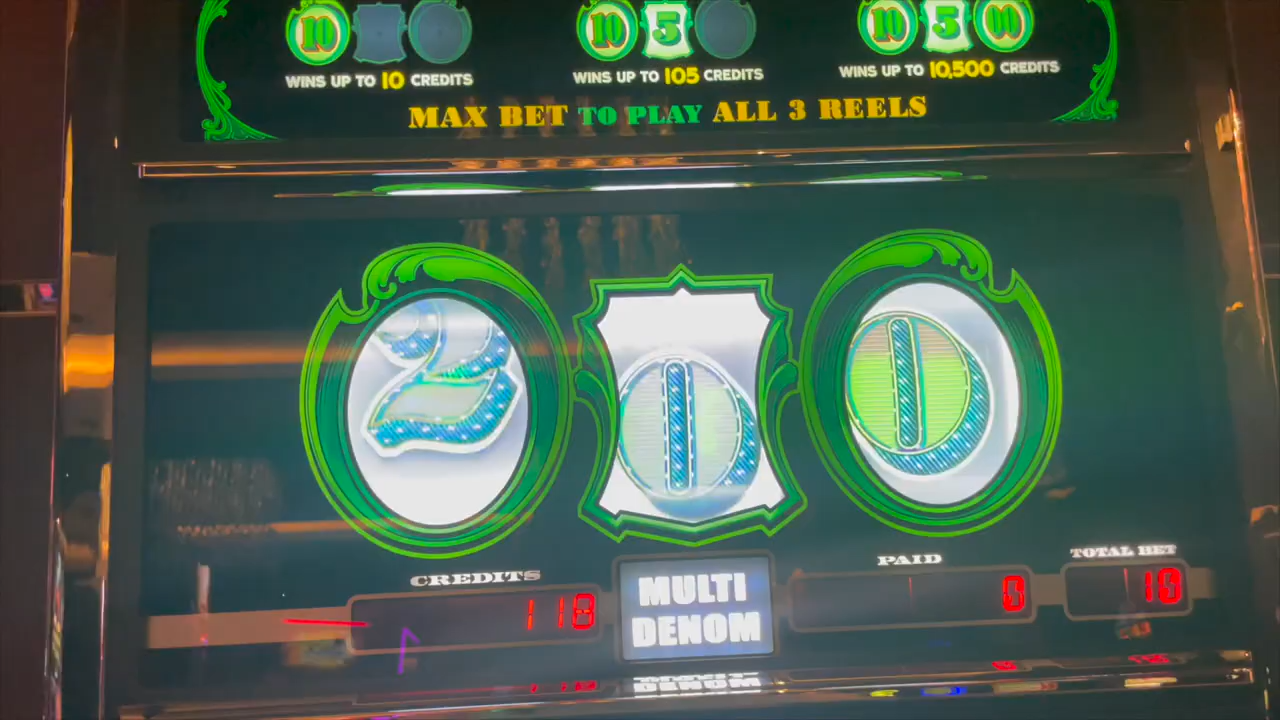 10
10 5
10 5 00
WINS UP TO 10 CREDITS
WINS UP TO 105 CREDITS
WINS UP TO 10,500 CREDITS
MAX BET TO PLAY ALL 3 REELS
2 0 0
CREDITS
PAID
TOTAL BET
118
MULTI
DENOM
0
10